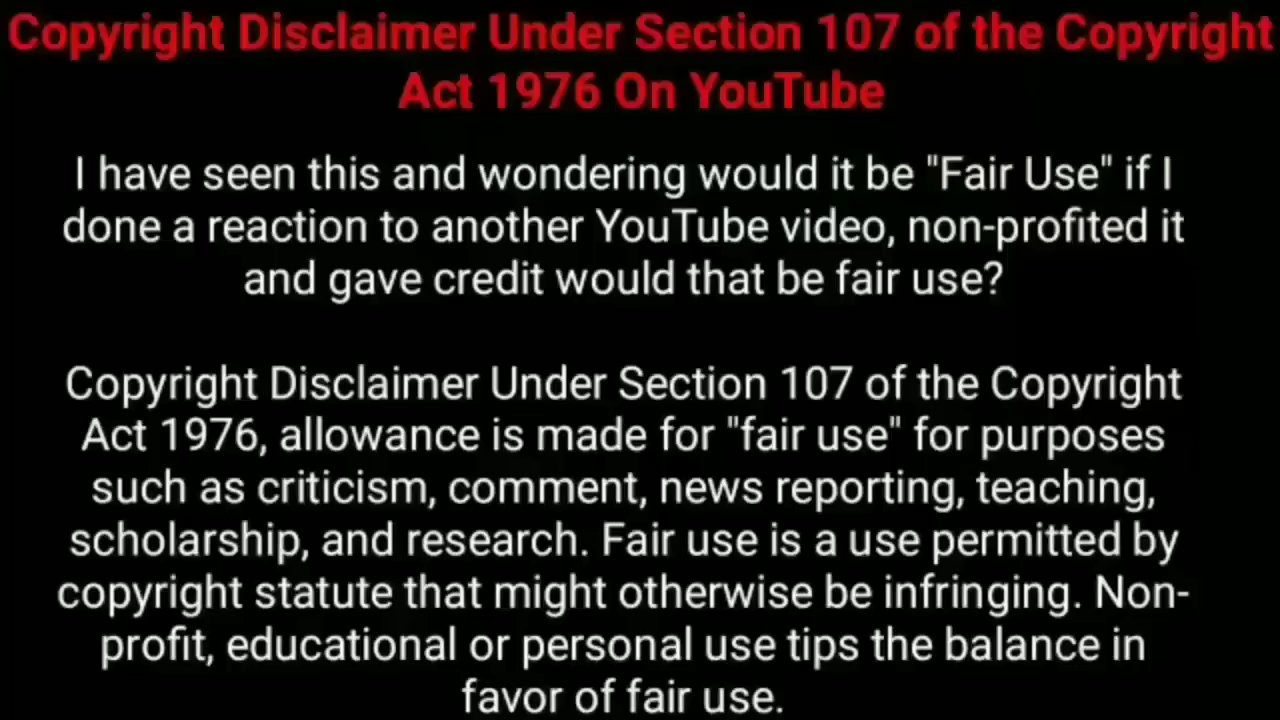 Copyright Disclaimer Under Section 107 of the Copyright
Act 1976 On YouTube
I have seen this and wondering would it be "Fair Use" if I
done a reaction to another YouTube video, non-profited it
and gave credit would that be fair use?
Copyright Disclaimer Under Section 107 of the Copyright
Act 1976, allowance is made for "fair use" for purposes
such as criticism, comment, news reporting, teaching,
scholarship, and research. Fair use is a use permitted by
copyright statute that might otherwise be infringing. Non-
profit, educational or personal use tips the balance in
favor of fair use.